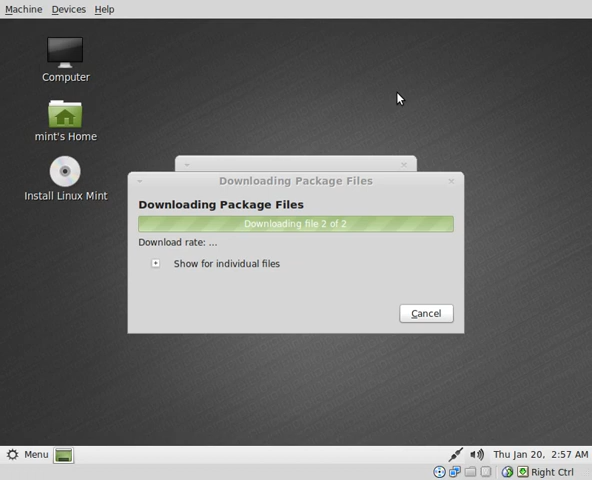 Machine Devices Help
Computer
mint's Home
Install Linux Mint
Downloading Package Files
Downloading Package Files
Downloading file 2 of 2
Download rate: ...
Show for individual files
Cancel
Menu
Thu Jan 20, 2:57 AM
Right Ctrl